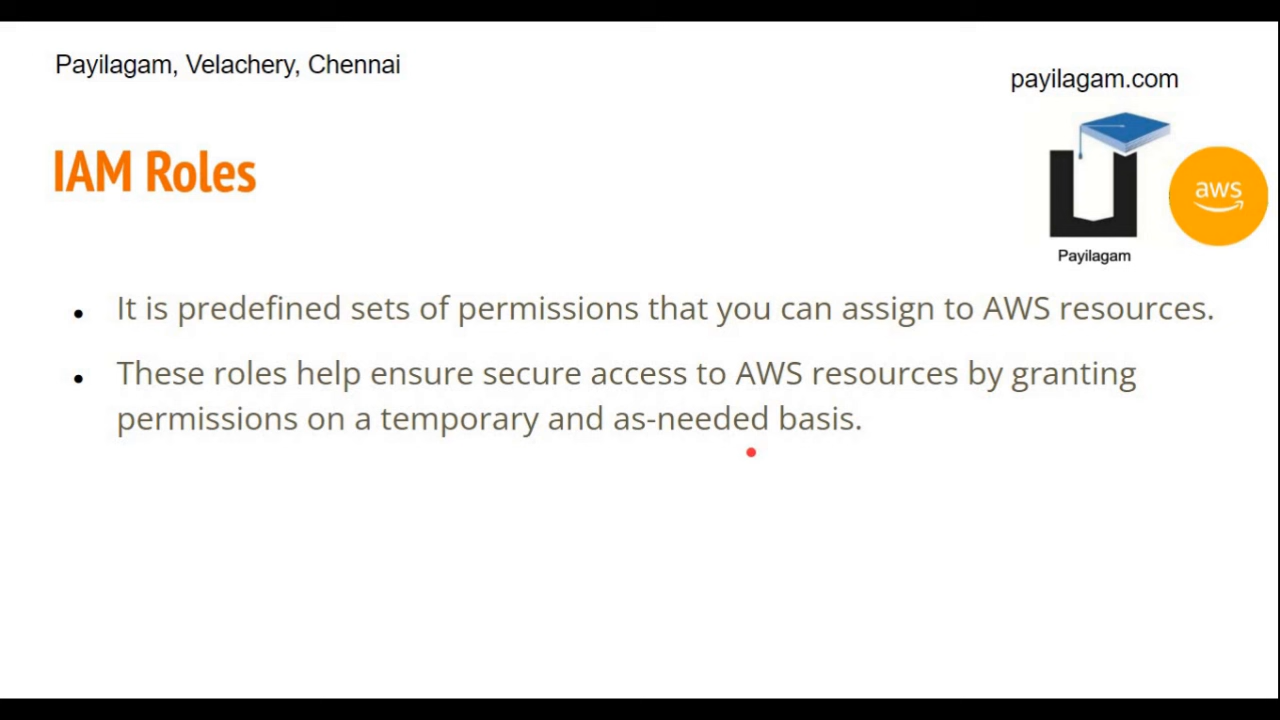 Payilagam, Velachery, Chennai
payilagam.com
IAM Roles
aws
Payilagam
• It is predefined sets of permissions that you can assign to AWS resources.
• These roles help ensure secure access to AWS resources by granting
permissions on a temporary and as-needed basis.